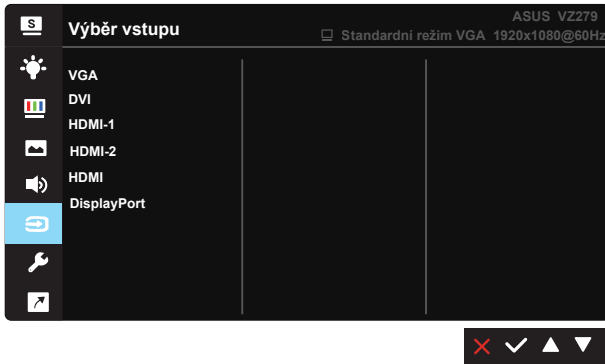 S
Výběr vstupu
ASUS VZ279
Standardní režim VGA 1920x1080@60Hz
VGA
DVI
HDMI-1
HDMI-2
HDMI
DisplayPort